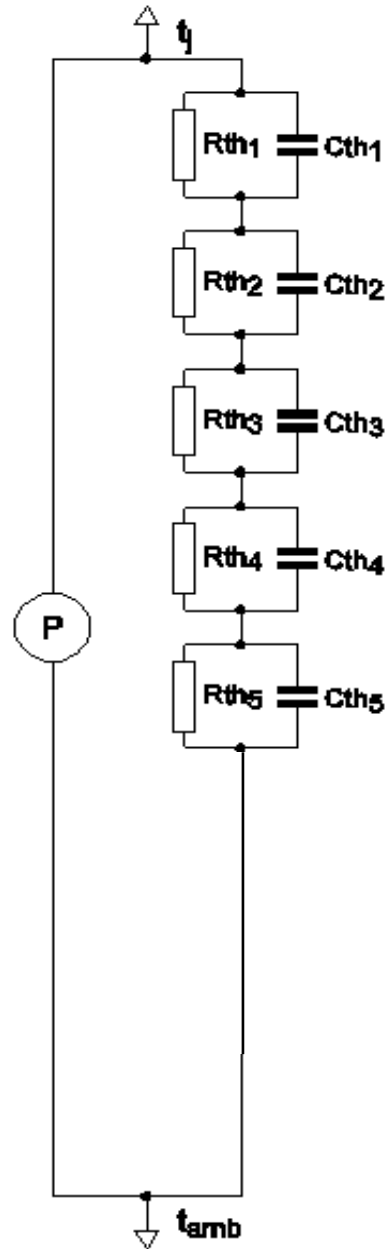 tj
Rth1 Cth1
Rth2 Cth2
Rth3 Cth3
Rth4 Cth4
P
Rth5 Cth5
tamb